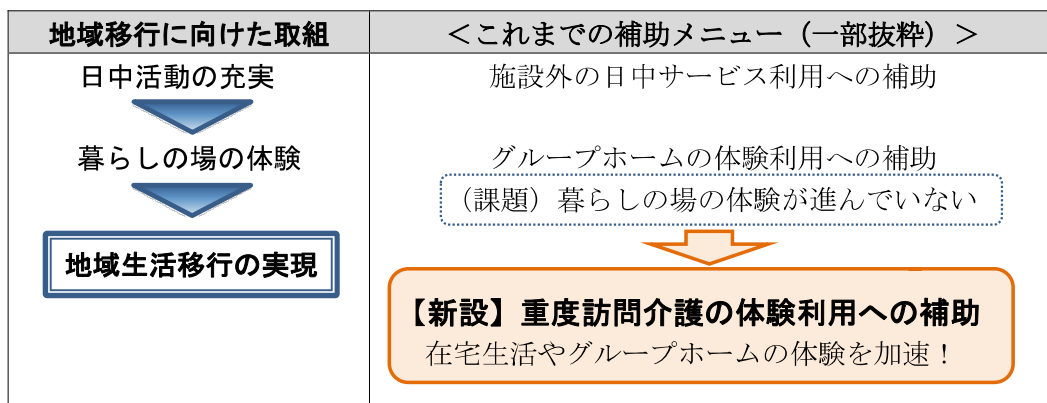 地域移行に向けた取組
＜これまでの補助メニュー（一部抜粋）＞
日中活動の充実
施設外の日中サービス利用への補助
暮らしの場の体験
グループホームの体験利用への補助
（課題）暮らしの場の体験が進んでいない
地域生活移行の実現
【新設】重度訪問介護の体験利用への補助
在宅生活やグループホームの体験を加速！